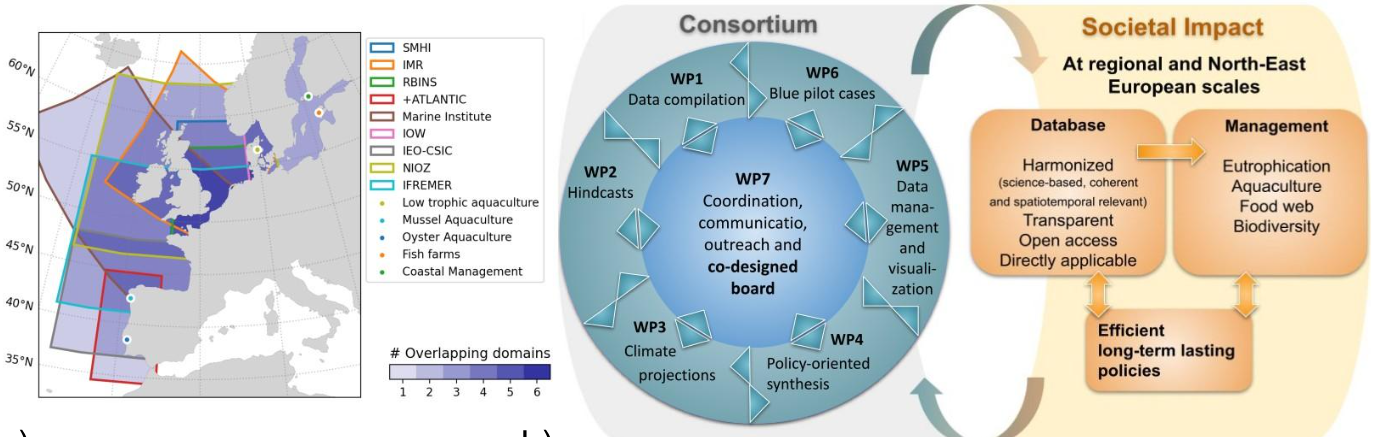 60°N
55°N
50°N
45°N
40°N
35°N
SMHI
IMR
RBINS
+ATLANTIC
Marine Institute
IOW
IEO-CSIC
NIOZ
IFREMER
Low trophic aquaculture
Mussel Aquaculture
Oyster Aquaculture
Fish farms
Coastal Management
# Overlapping domains
1 2 3 4 5 6
Consortium
WP1
Data compilation
WP6
Blue pilot cases
WP2
Hindcasts
WP5
Data
mana-
gement
and
visuali-
zation
WP7
Coordination,
communicatio,
outreach and
co-designed
board
WP3
Climate
projections
WP4
Policy-oriented
synthesis
Societal Impact
At regional and North-East
European scales
Database
Harmonized
(science-based, coherent
and spatiotemporal relevant)
Transparent
Open access
Directly applicable
Management
Eutrophication
Aquaculture
Food web
Biodiversity
Efficient
long-term lasting
policies